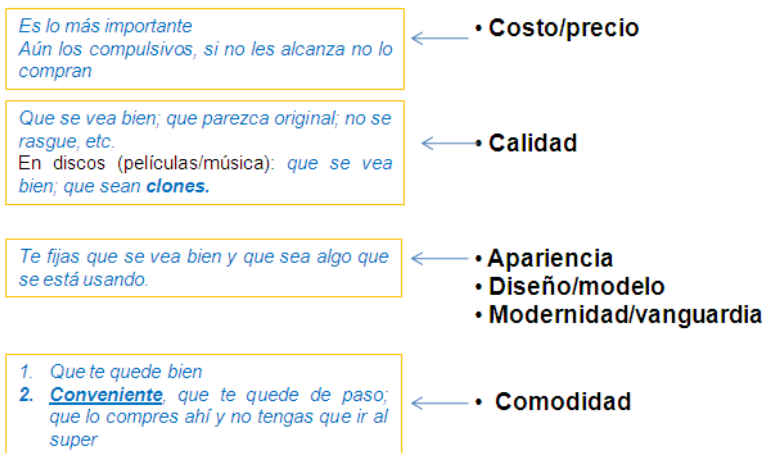 Es lo más importante
Aún los compulsivos, si no les alcanza no lo
compran
• Costo/precio
Que se vea bien; que parezca original; no se
rasgue, etc.
En discos (películas/música): que se vea
bien; que sean clones.
• Calidad
Te fijas que se vea bien y que sea algo que
se está usando.
• Apariencia
• Diseño/modelo
• Modernidad/vanguardia
1. Que te quede bien
2. Conveniente, que te quede de paso;
que lo compres ahí y no tengas que ir al
super
• Comodidad